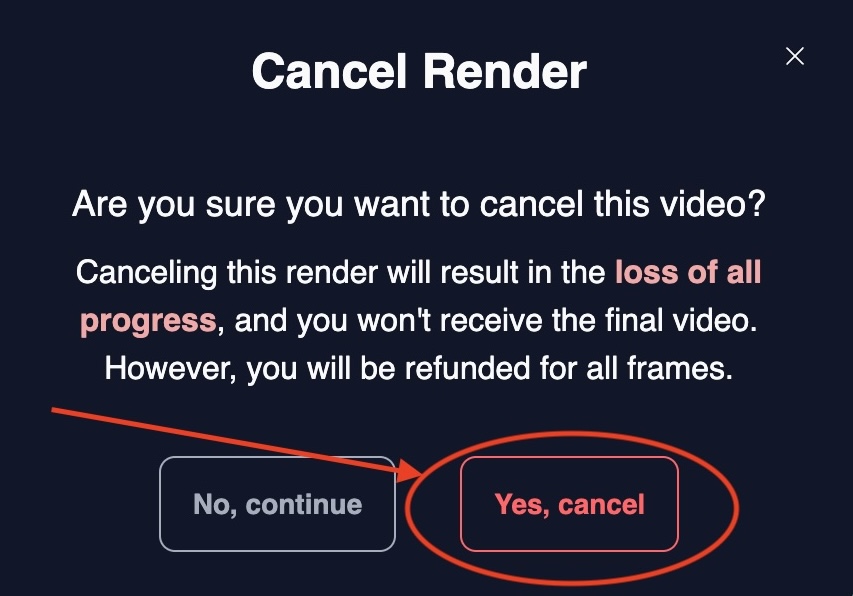 Cancel Render
Are you sure you want to cancel this video?
Canceling this render will result in the loss of all
progress, and you won't receive the final video.
However, you will be refunded for all frames.
No, continue
Yes, cancel